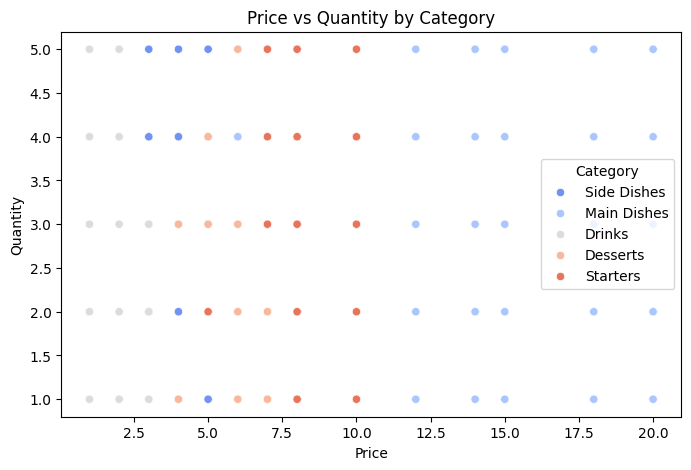 Price vs Quantity by Category
5.0
4.5
4.0
3.5
3.0
2.5
2.0
1.5
1.0
Quantity
Category
Side Dishes
Main Dishes
Drinks
Desserts
Starters
2.5 5.0 7.5 10.0 12.5 15.0 17.5 20.0
Price